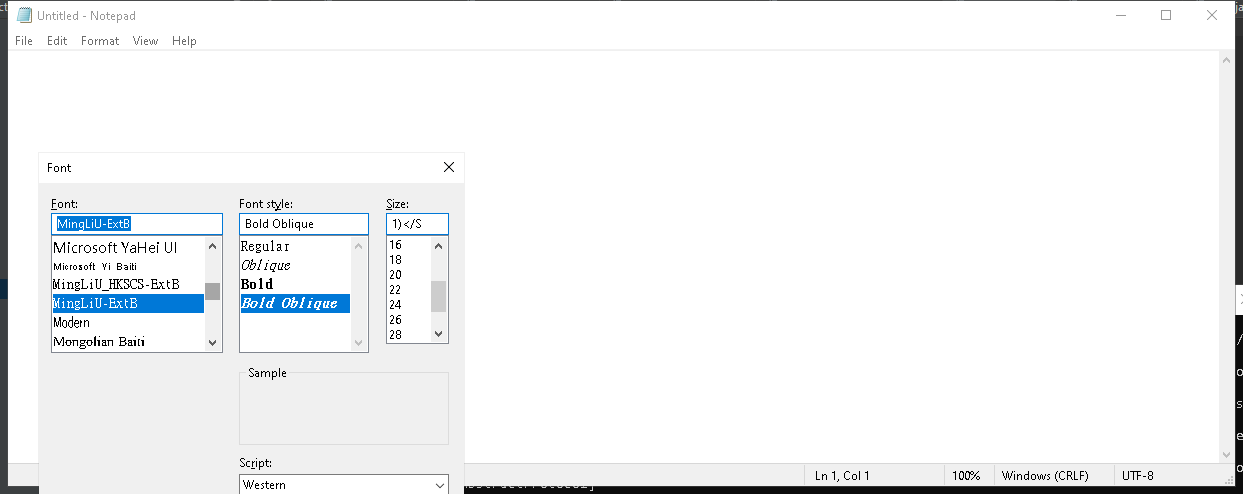 Untitled - Notepad
File Edit Format View Help
Font
Font:
MingLiU-ExtB
Microsoft YaHei UI
Microsoft Yi Baiti
MingLiU_HKSCS-ExtB
MingLiU-ExtB
Modern
Mongolian Baiti
Font style:
Bold Oblique
Regular
Oblique
Bold
Bold Oblique
Size:
1)</S
16
18
20
22
24
26
28
Sample
Script:
Western
Ln 1, Col 1 100% Windows (CRLF) UTF-8